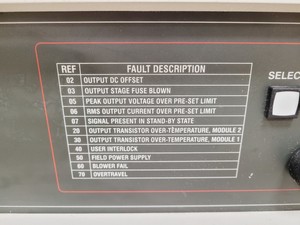 REF FAULT DESCRIPTION
02 OUTPUT DC OFFSET
03 OUTPUT STAGE FUSE BLOWN
05 PEAK OUTPUT VOLTAGE OVER PRE-SET LIMIT
06 RMS OUTPUT CURRENT OVER PRE-SET LIMIT
07 SIGNAL PRESENT IN STAND-BY STATE
20 OUTPUT TRANSISTOR OVER-TEMPERATURE, MODULE 2
30 OUTPUT TRANSISTOR OVER-TEMPERATURE, MODULE 1
40 USER INTERLOCK
50 FIELD POWER SUPPLY
60 BLOWER FAIL
70 OVERTRAVEL
SELEC